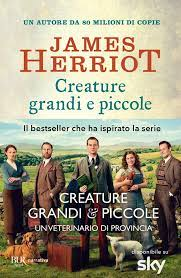 UN AUTORE DA 80 MILIONI DI COPIE
JAMES
HERRIOT
Creature
grandi e piccole
Il bestseller che ha ispirato la serie
CREATURE
GRANDI & PICCOLE
UN VETERINARIO DI PROVINCIA
BUR narrativa
disponibile su
sky